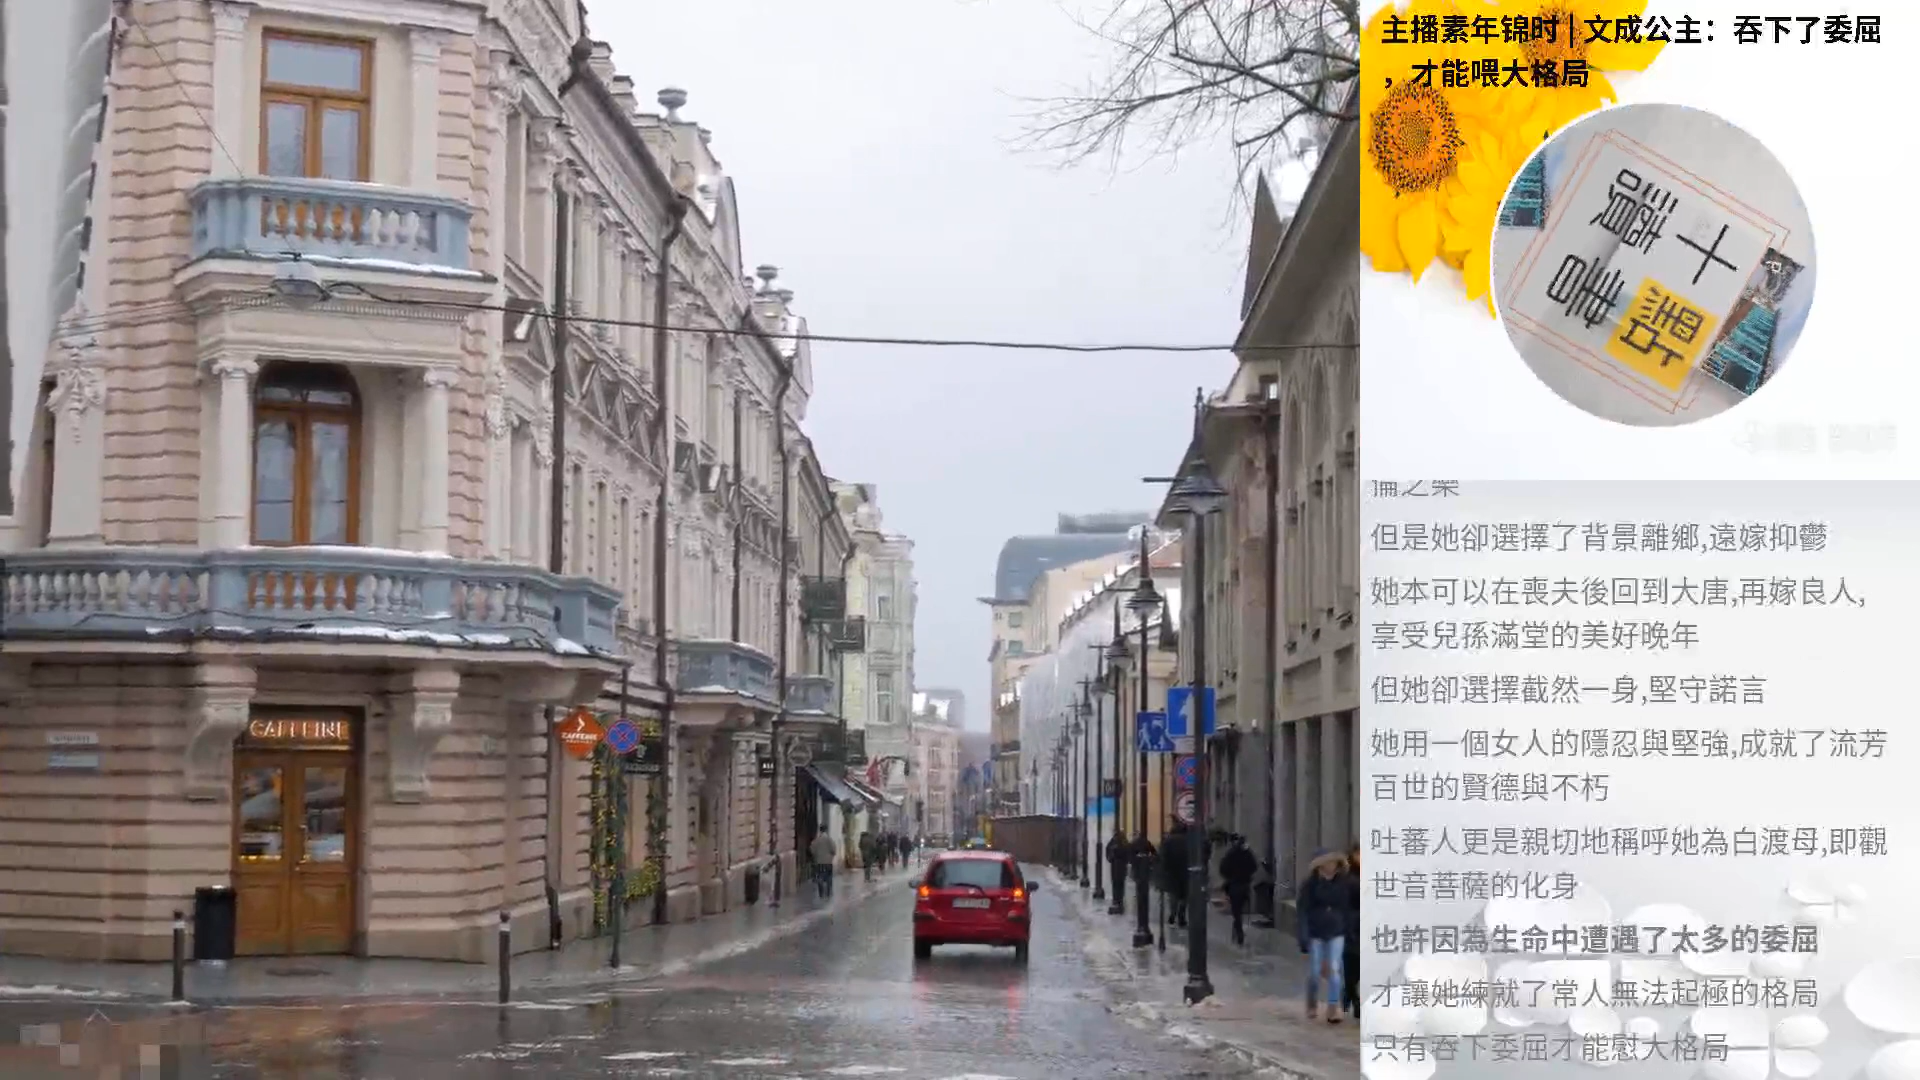 主播素年锦时 | 文成公主：吞下了委屈
，才能喂大格局
十點
讀書
CAFFEINE
CAFFEINE
倫之樂
但是她卻選擇了背景離鄉,遠嫁抑鬱
她本可以在喪夫後回到大唐,再嫁良人,
享受兒孫滿堂的美好晚年
但她卻選擇截然一身,堅守諾言
她用一個女人的隱忍與堅強,成就了流芳
百世的賢德與不朽
吐蕃人更是親切地稱呼她為白渡母,即觀
世音菩薩的化身
也許因為生命中遭遇了太多的委屈
才讓她練就了常人無法起極的格局
只有吞下委屈才能慰大格局